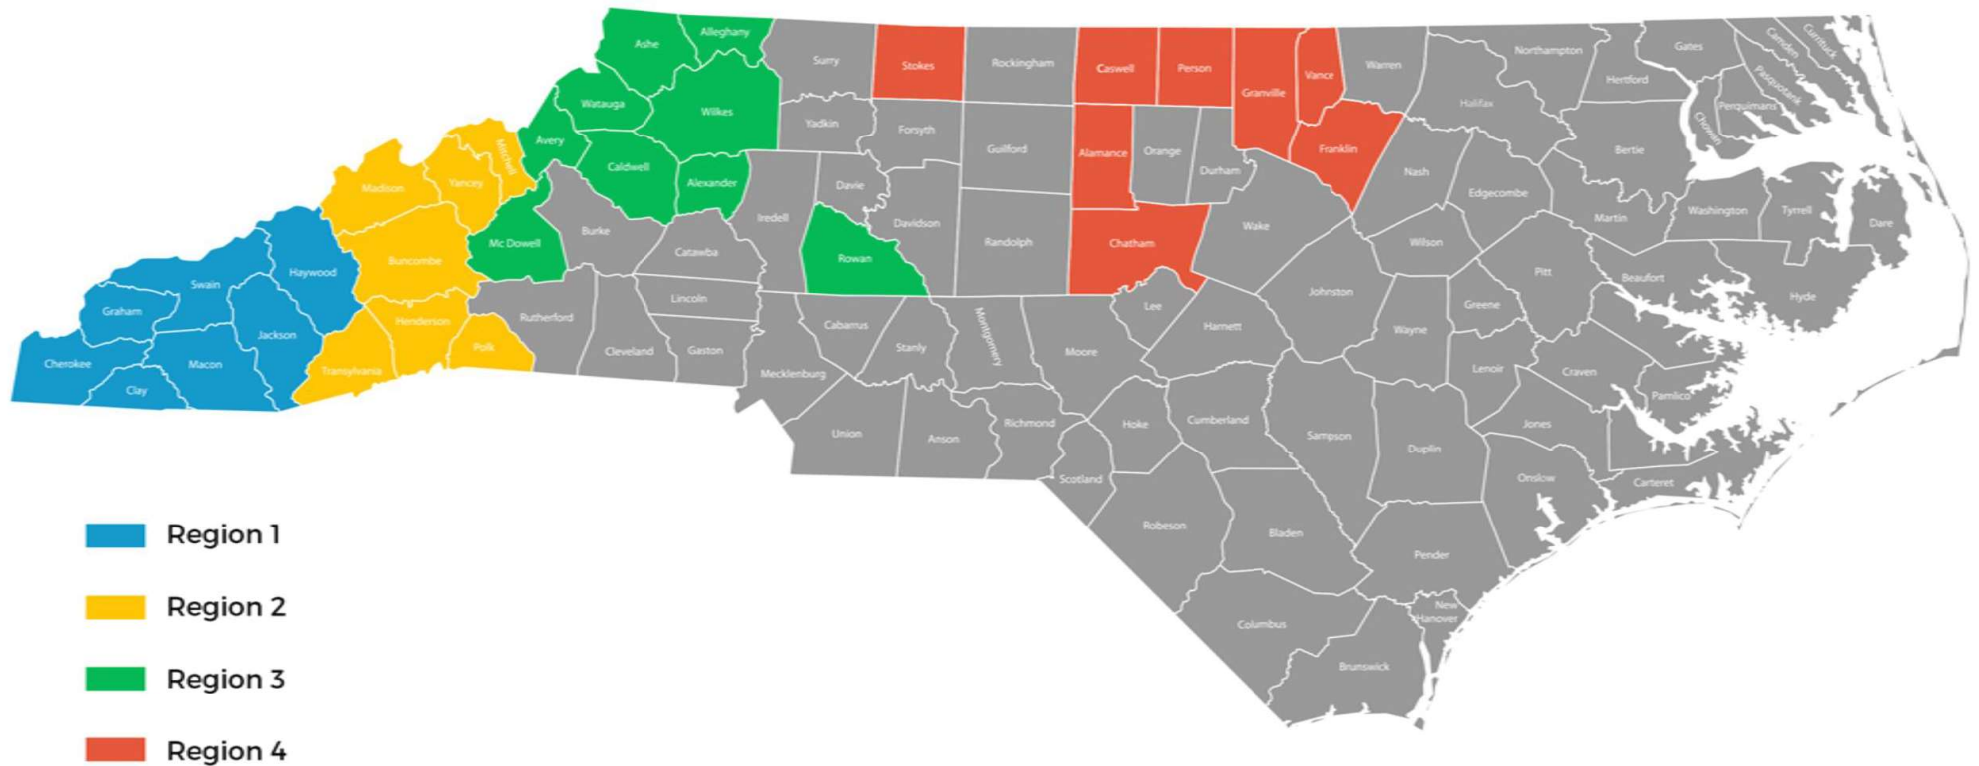 Ashe
Alleghany
Surry
Stokes
Rockingham
Caswell
Person
Granville
Vance
Warren
Northampton
Gates
Camden
Currituck
Hertford
Pasquotank
Perquimans
Chowan
Halifax
Watauga
Wilkes
Yadkin
Forsyth
Guilford
Alamance
Orange
Durham
Franklin
Nash
Edgecombe
Bertie
Avery
Mitchell
Caldwell
Alexander
Iredell
Davie
Davidson
Randolph
Chatham
Wake
Wilson
Martin
Washington
Tyrrell
Dare
Madison
Yancey
Mc Dowell
Burke
Catawba
Rowan
Buncombe
Haywood
Swain
Graham
Jackson
Cherokee
Macon
Clay
Transylvania
Henderson
Polk
Rutherford
Cleveland
Lincoln
Gaston
Mecklenburg
Cabarrus
Stanly
Montgomery
Moore
Lee
Harnett
Johnston
Wayne
Greene
Pitt
Beaufort
Hyde
Lenoir
Craven
Pamlico
Union
Anson
Richmond
Scotland
Hoke
Cumberland
Sampson
Duplin
Jones
Onslow
Carteret
Robeson
Bladen
Pender
Columbus
New
Hanover
Brunswick
Region 1
Region 2
Region 3
Region 4